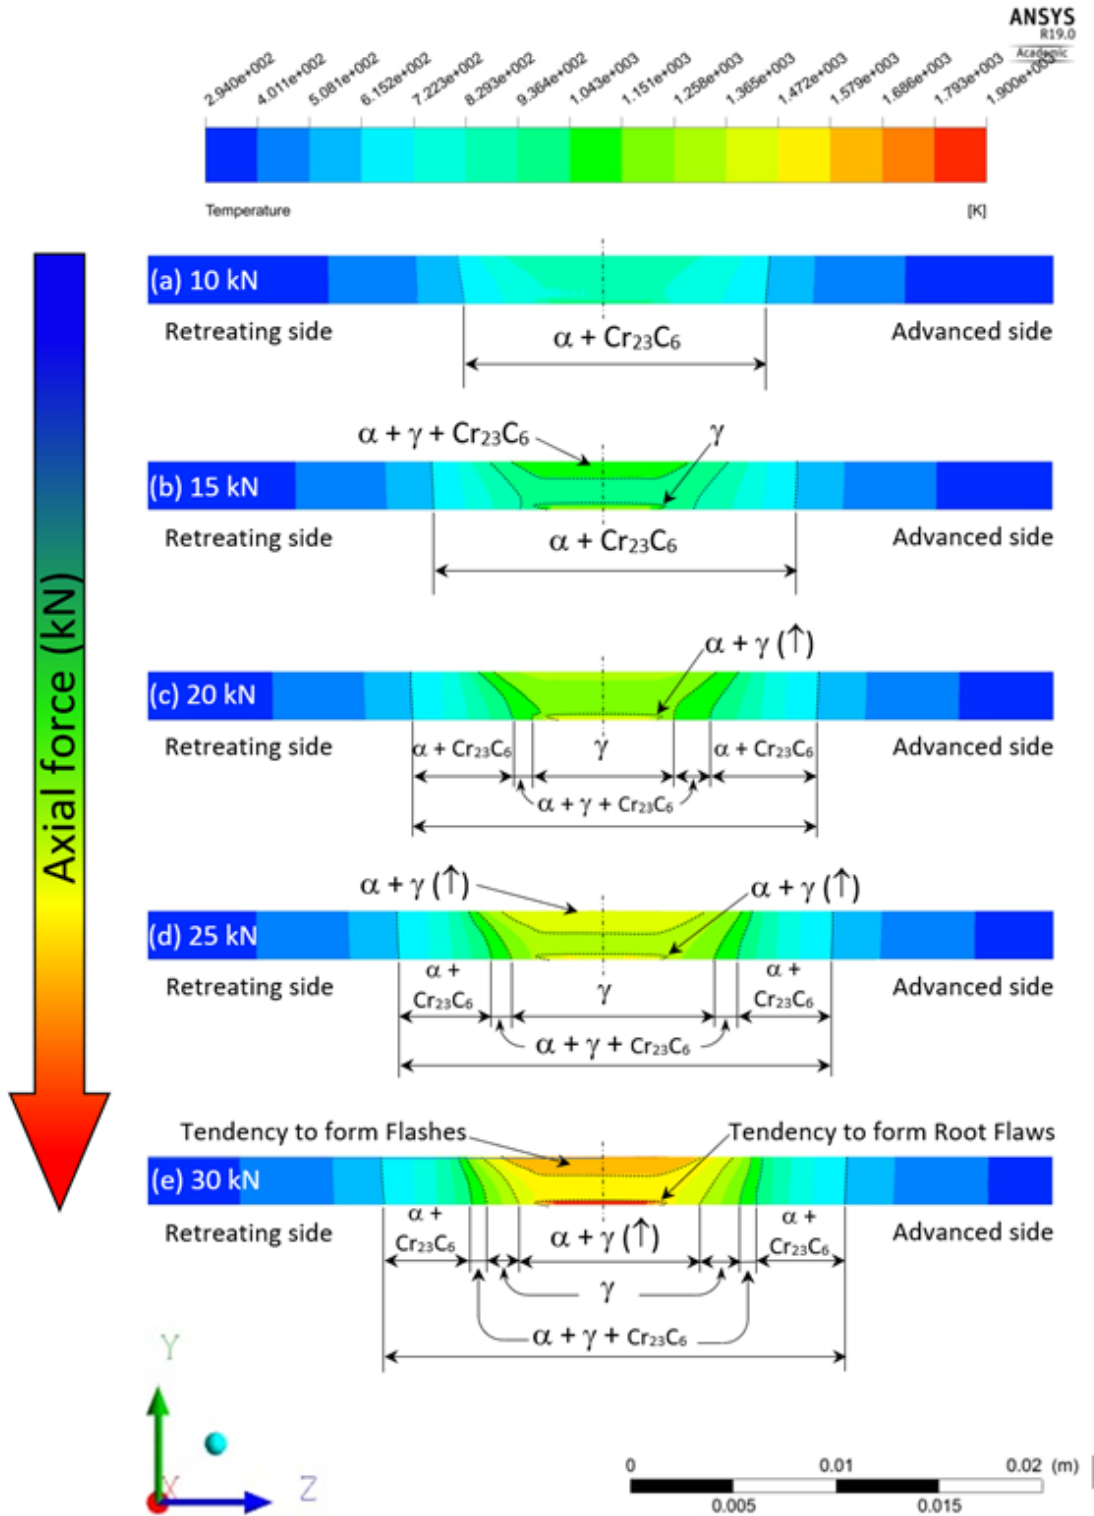 ANSYS
R19.0
Academic
2.940e+002 4.011e+002 5.081e+002 6.152e+002 7.223e+002 8.293e+002 9.364e+002 1.043e+003 1.151e+003 1.258e+003 1.365e+003 1.472e+003 1.579e+003 1.686e+003 1.793e+003 1.900e+003
Temperature [K]
Axial force (kN)
(a) 10 kN
Retreating side Advanced side
α + Cr₂₃C₆
α + γ + Cr₂₃C₆ γ
(b) 15 kN
Retreating side Advanced side
α + Cr₂₃C₆
α + γ (↑)
(c) 20 kN
Retreating side Advanced side
α + Cr₂₃C₆ γ α + Cr₂₃C₆
α + γ + Cr₂₃C₆
α + γ (↑) α + γ (↑)
(d) 25 kN
Retreating side Advanced side
α + α +
Cr₂₃C₆ γ Cr₂₃C₆
α + γ + Cr₂₃C₆
Tendency to form Flashes Tendency to form Root Flaws
(e) 30 kN
Retreating side Advanced side
α + α +
Cr₂₃C₆ α + γ (↑) Cr₂₃C₆
γ
α + γ + Cr₂₃C₆
Y
X Z
0 0.01 0.02 (m)
0.005 0.015